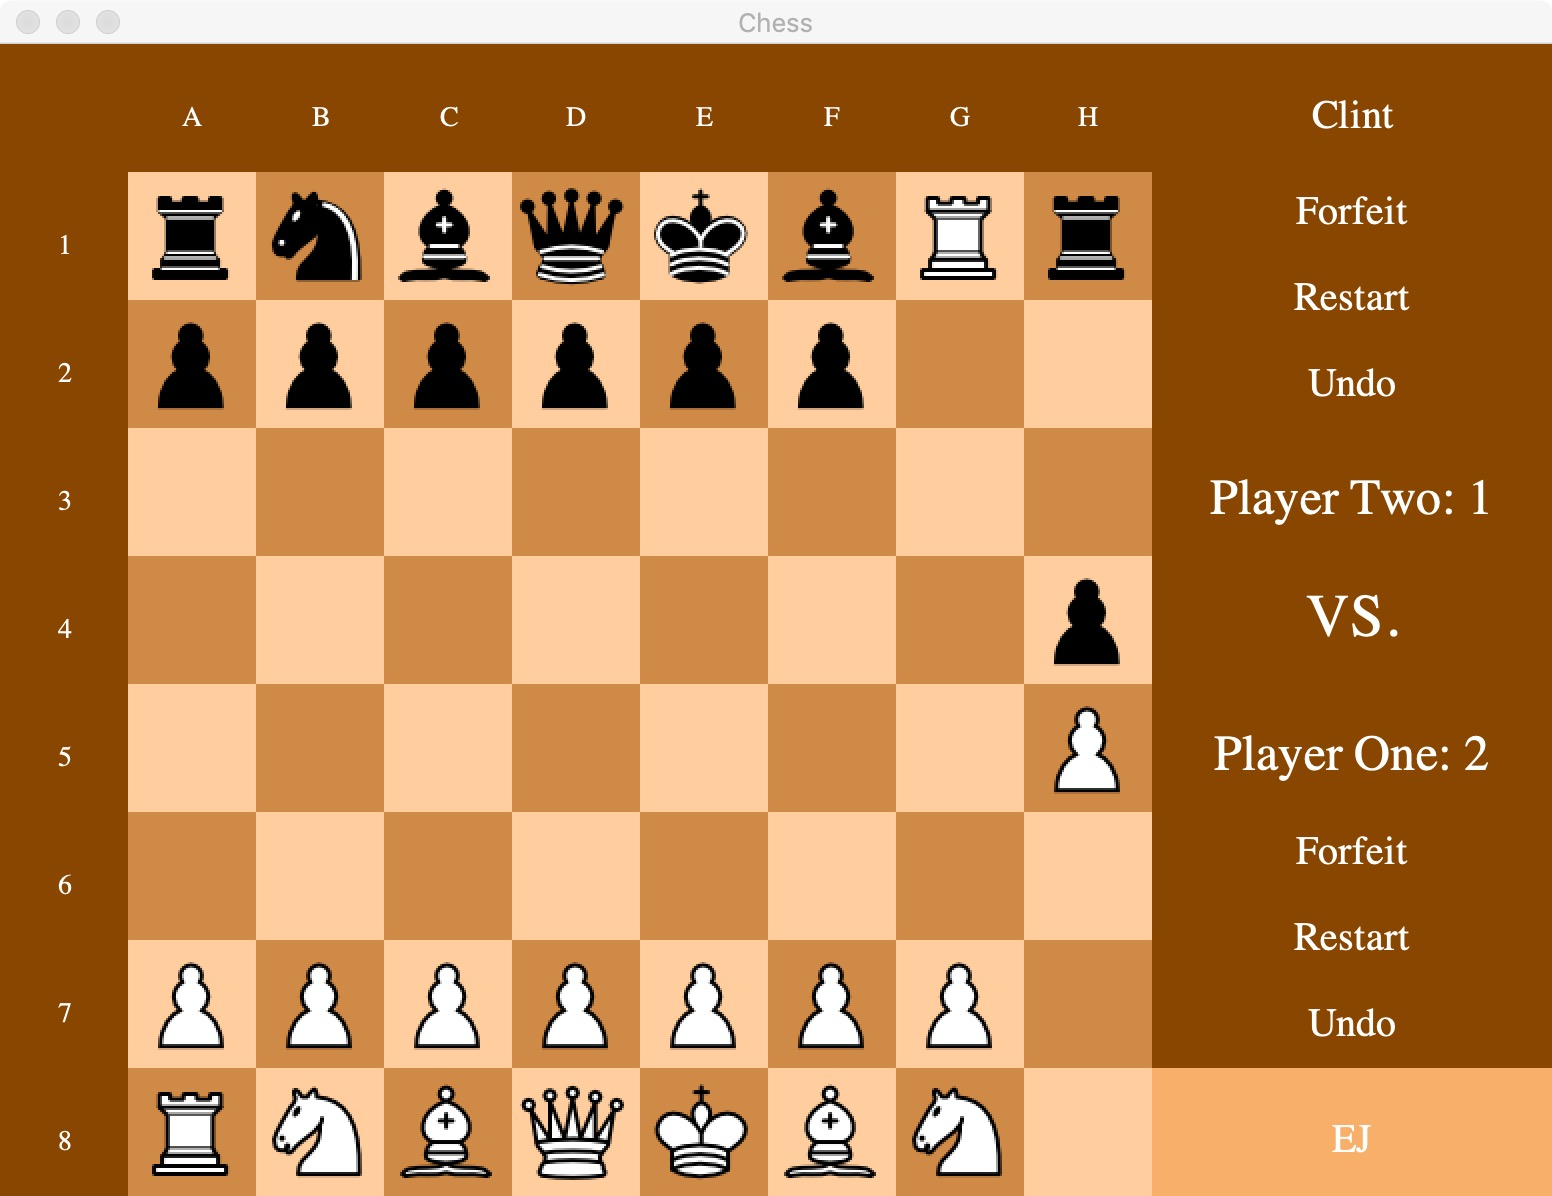 Chess
A B C D E F G H Clint
1 Forfeit
Restart
2 Undo
3 Player Two: 1
4 VS.
5 Player One: 2
6 Forfeit
Restart
7 Undo
8 EJ